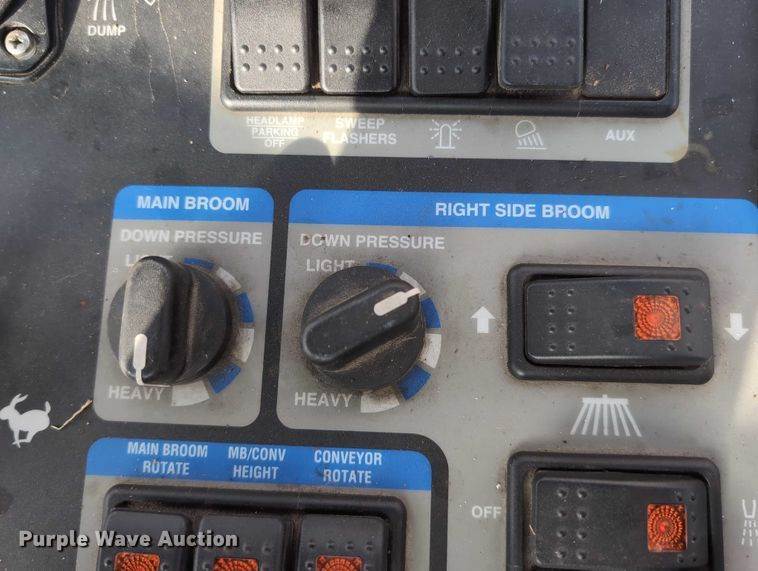 DUMP
HEADLAMP
PARKING
OFF
SWEEP
FLASHERS
AUX
MAIN BROOM
DOWN PRESSURE
LIGHT
HEAVY
RIGHT SIDE BROOM
DOWN PRESSURE
LIGHT
HEAVY
MAIN BROOM
ROTATE
MB/CONV
HEIGHT
CONVEYOR
ROTATE
OFF
Purple Wave Auction